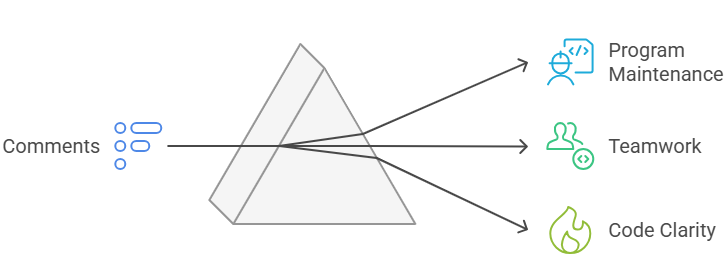 Comments
Program
Maintenance
Teamwork
Code Clarity